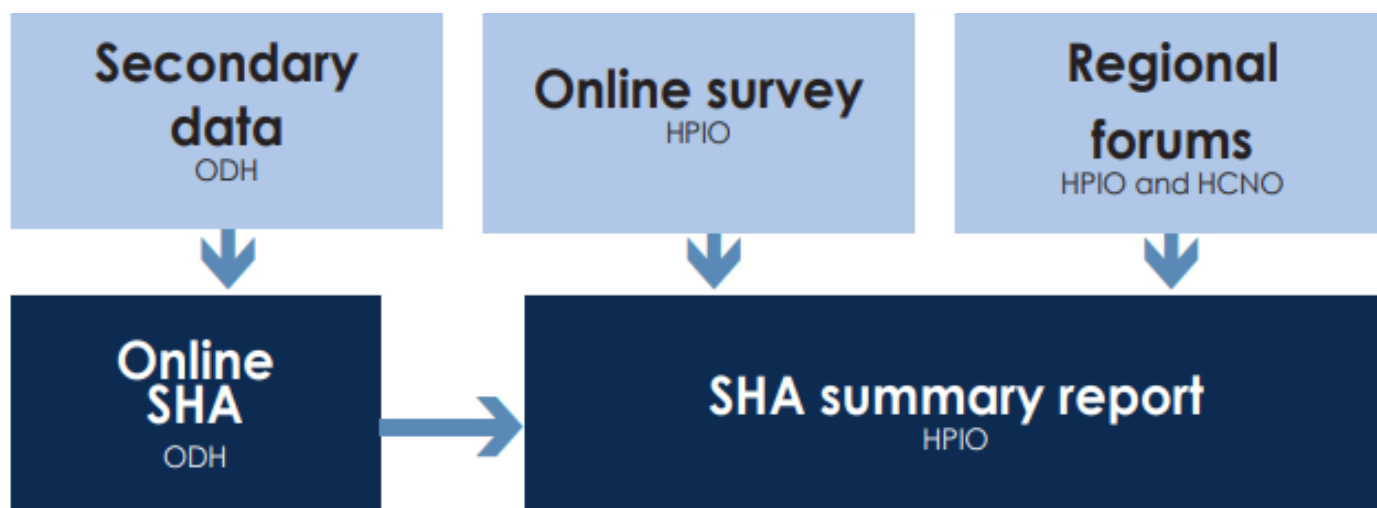 Secondary
data
ODH
Online survey
HPIO
Regional
forums
HPIO and HCNO
Online
SHA
ODH
SHA summary report
HPIO